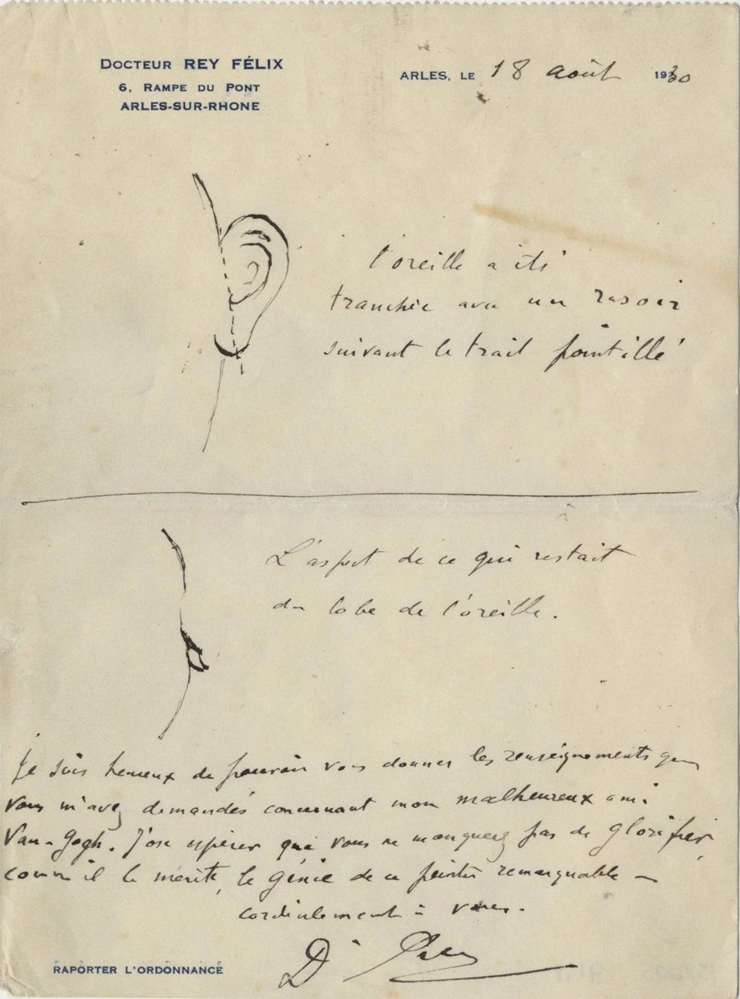 Docteur REY FÉLIX
6, Rampe du Pont
ARLES-SUR-RHONE
ARLES, LE 18 août 1930
l'oreille a été
tranchée avec un rasoir
suivant le trait pointillé
L'aspect de ce qui restait
du lobe de l'oreille.
Je suis heureux de pouvoir vous donner les renseignements que
vous m'avez demandés concernant mon malheureux ami
Van-Gogh. J'ose espérer que vous ne manquerez pas de glorifier,
comme il le mérite, le génie de ce peintre remarquable -
cordialement à vous.
Dr Rey
RAPORTER L'ORDONNANCE